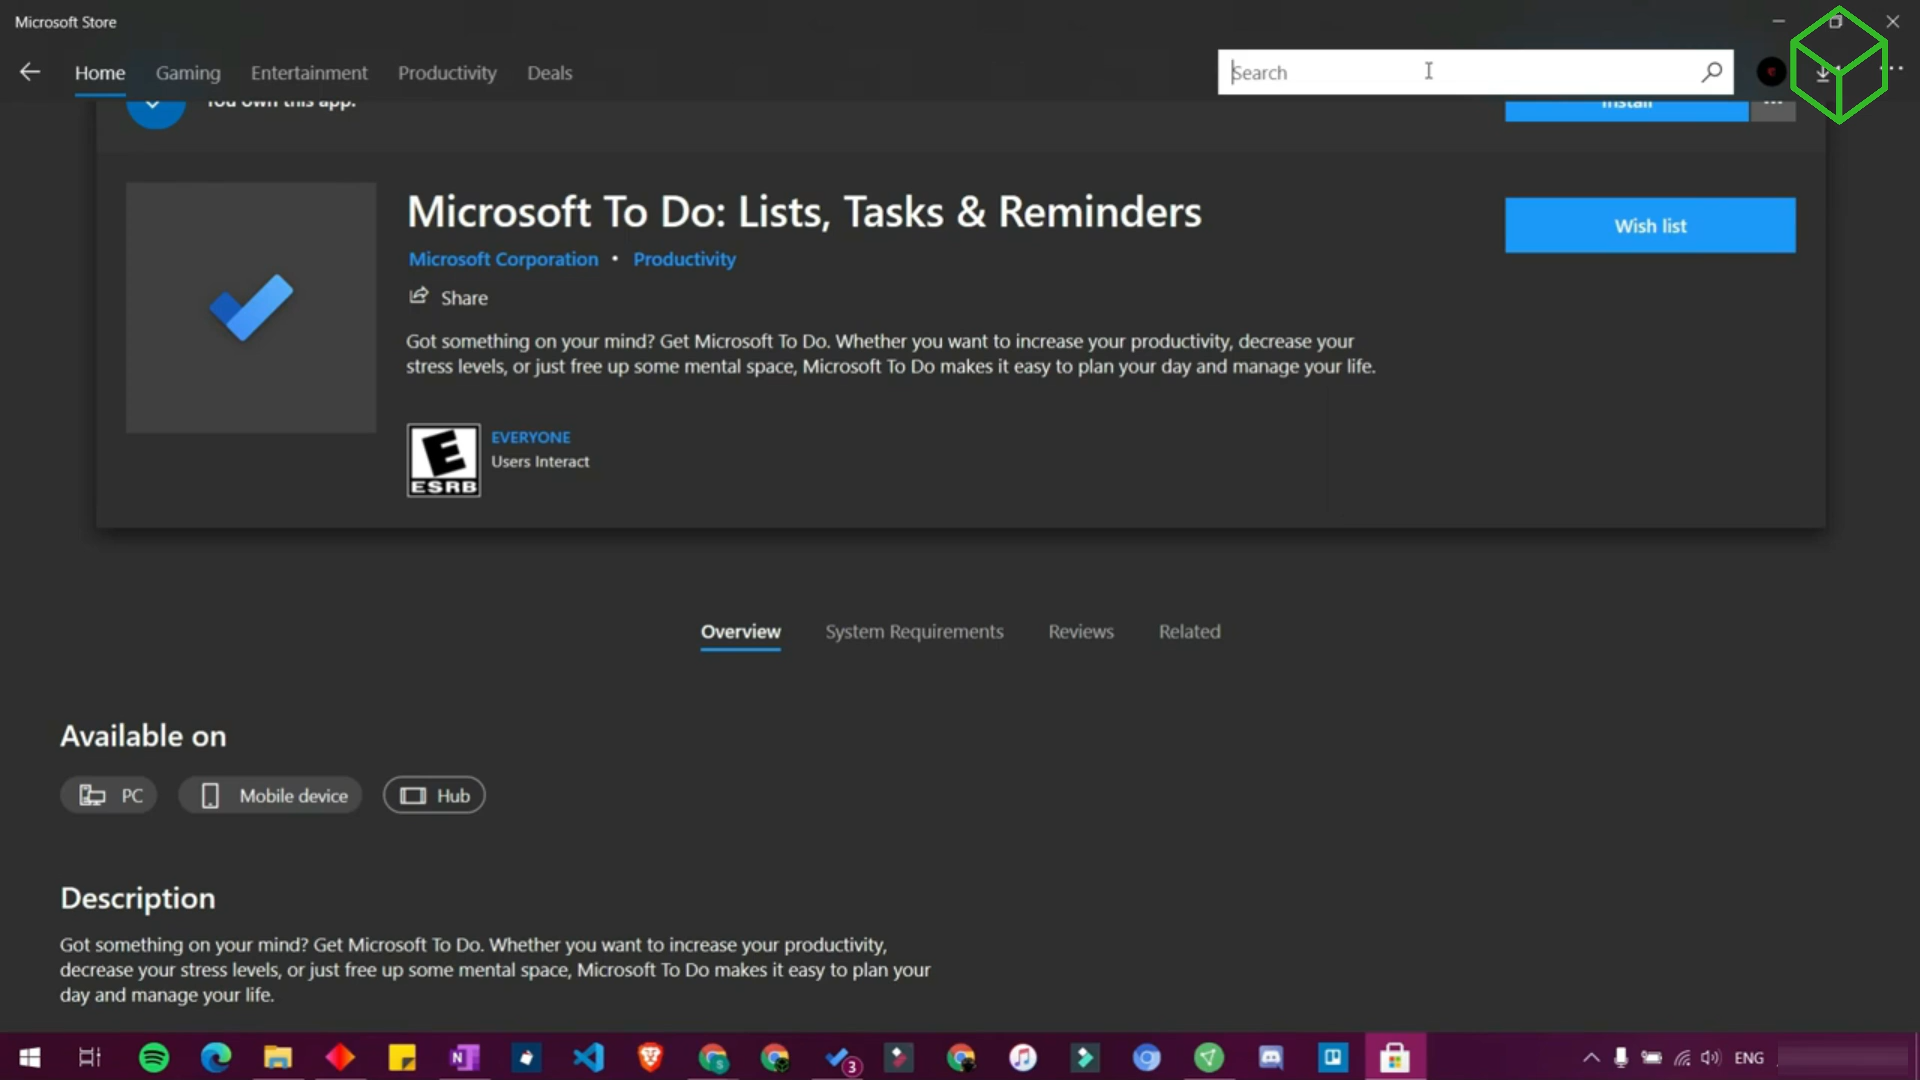 Microsoft Store
Home Gaming Entertainment Productivity Deals
Search
You own this app.
Install
Microsoft To Do: Lists, Tasks & Reminders
Wish list
Microsoft Corporation • Productivity
Share
Got something on your mind? Get Microsoft To Do. Whether you want to increase your productivity, decrease your
stress levels, or just free up some mental space, Microsoft To Do makes it easy to plan your day and manage your life.
E
ESRB
EVERYONE
Users Interact
Overview System Requirements Reviews Related
Available on
PC Mobile device Hub
Description
Got something on your mind? Get Microsoft To Do. Whether you want to increase your productivity,
decrease your stress levels, or just free up some mental space, Microsoft To Do makes it easy to plan your
day and manage your life.
N S 3 ENG